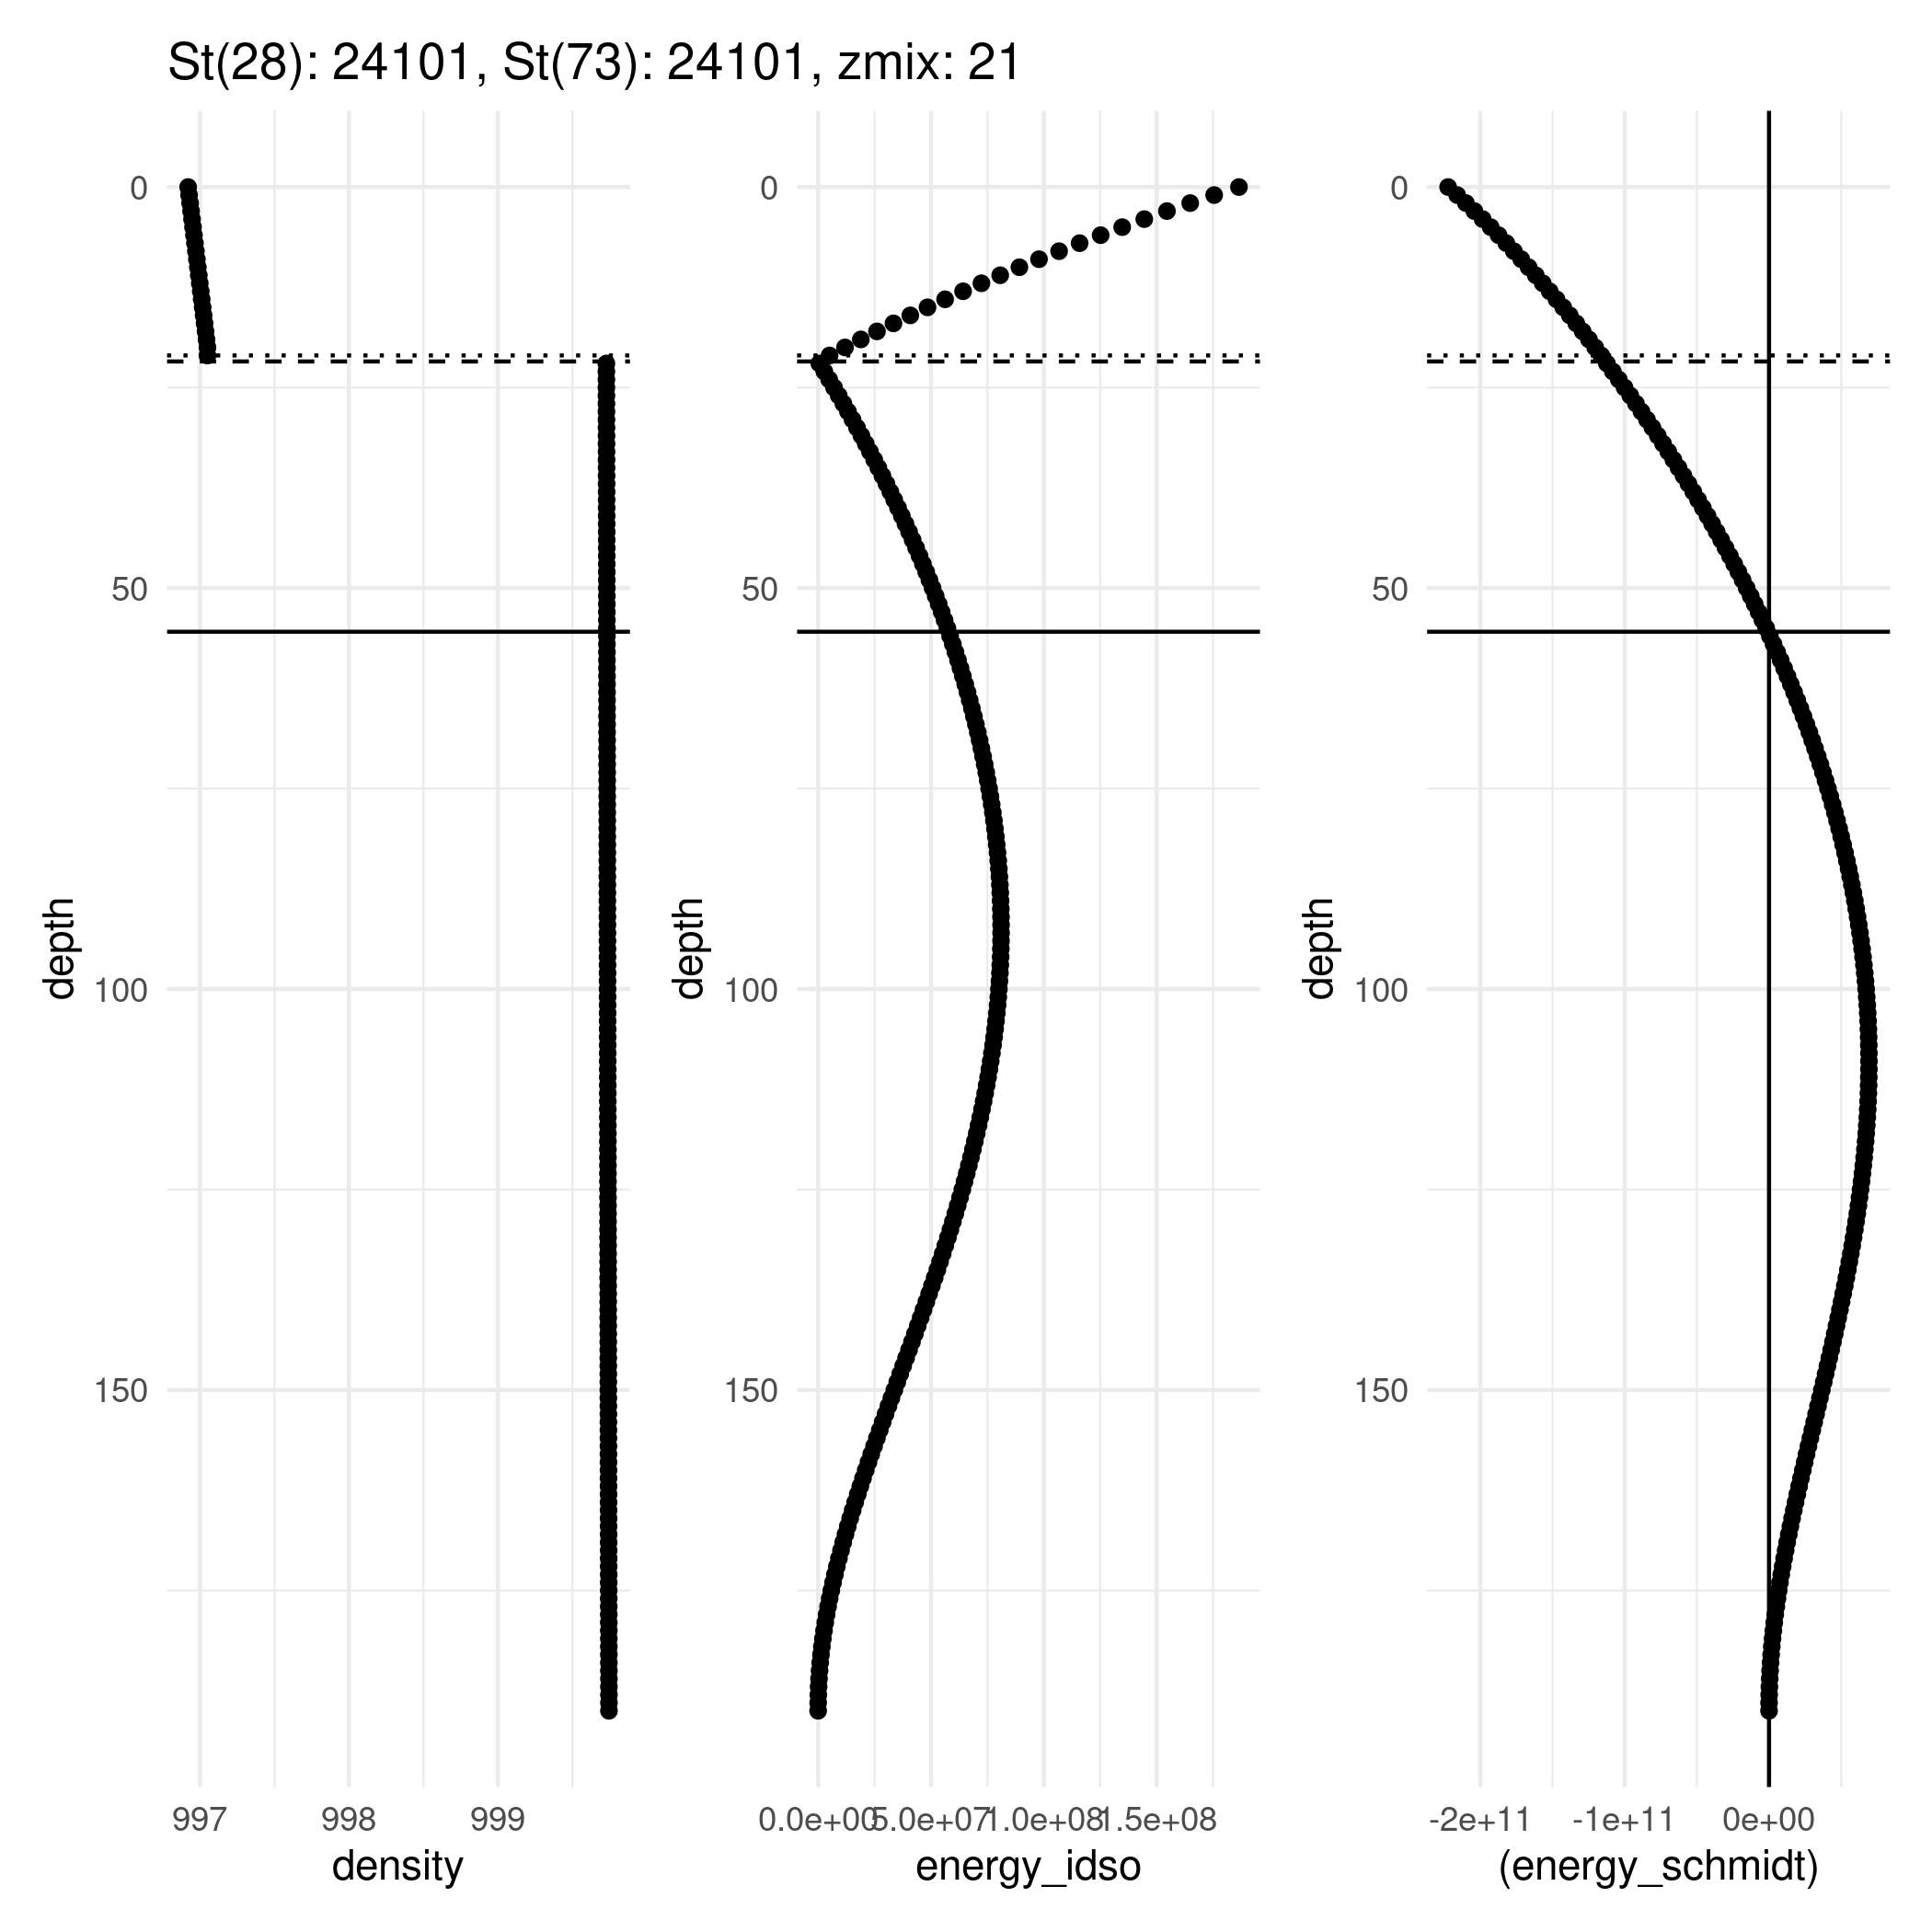 St(28): 24101, St(73): 24101, zmix: 21
0
50
100
150
depth
997
998
999
density
0
50
100
150
depth
0.0e+00
5.0e+07
1.0e+08
1.5e+08
energy_idso
0
50
100
150
depth
-2e+11
-1e+11
0e+00
(energy_schmidt)